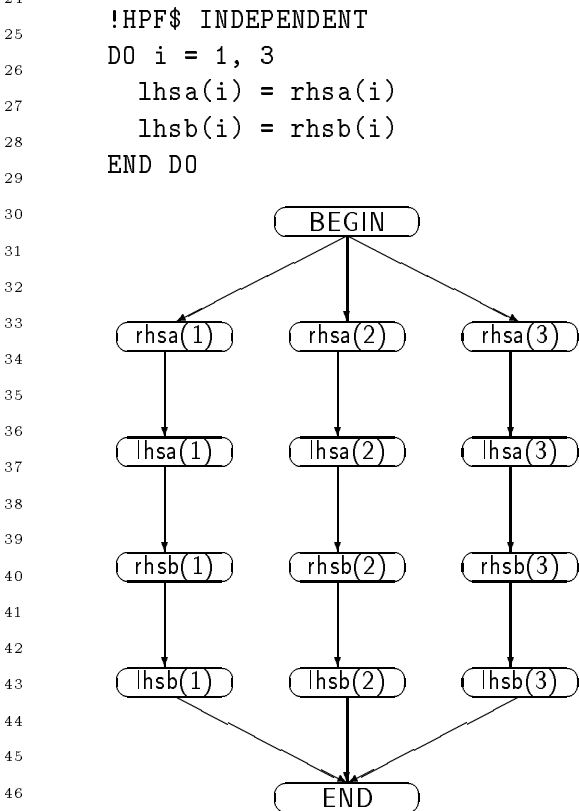 24
25 !HPF$ INDEPENDENT
26 DO i = 1, 3
27 lhsa(i) = rhsa(i)
28 lhsb(i) = rhsb(i)
29 END DO
30 BEGIN
31
32
33 rhsa(1) rhsa(2) rhsa(3)
34
35
36
37 lhsa(1) lhsa(2) lhsa(3)
38
39
40 rhsb(1) rhsb(2) rhsb(3)
41
42
43 lhsb(1) lhsb(2) lhsb(3)
44
45
46 END